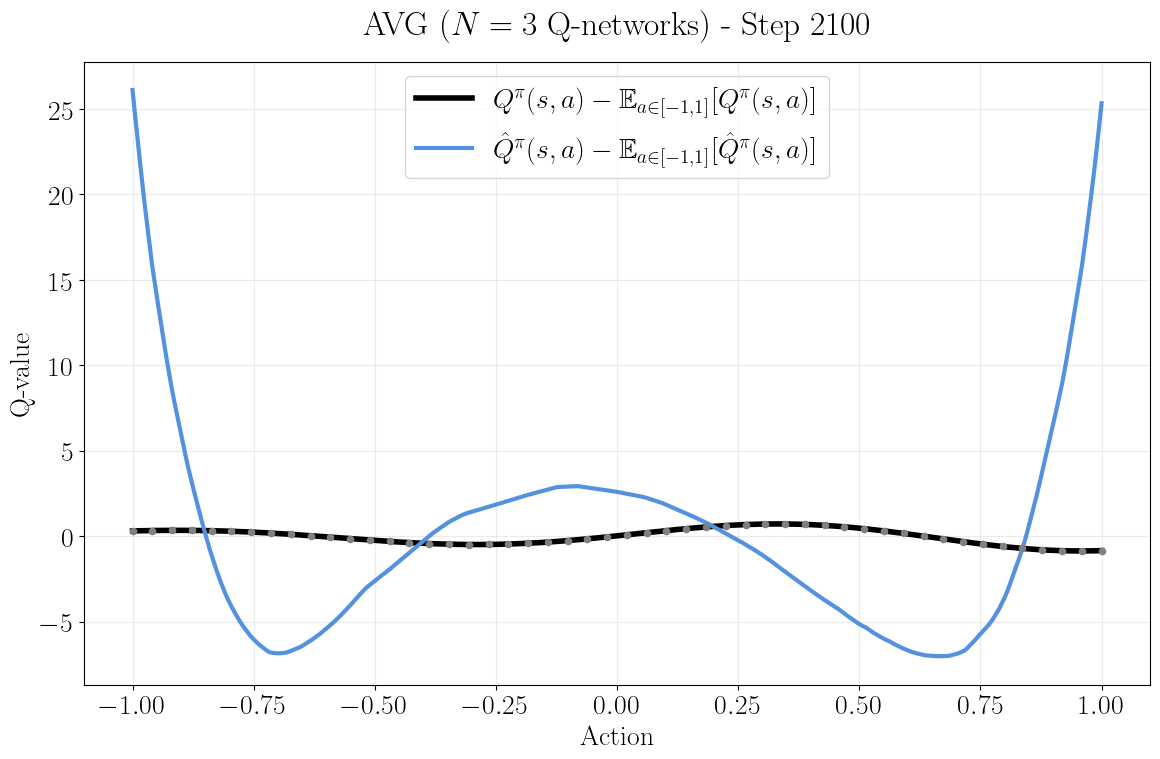 AVG (N = 3 Q-networks) - Step 2100
Q^π(s, a) − 𝔼_{a∈[−1,1]}[Q^π(s, a)]
Q̂^π(s, a) − 𝔼_{a∈[−1,1]}[Q̂^π(s, a)]
25
20
15
10
5
0
−5
Q-value
−1.00 −0.75 −0.50 −0.25 0.00 0.25 0.50 0.75 1.00
Action